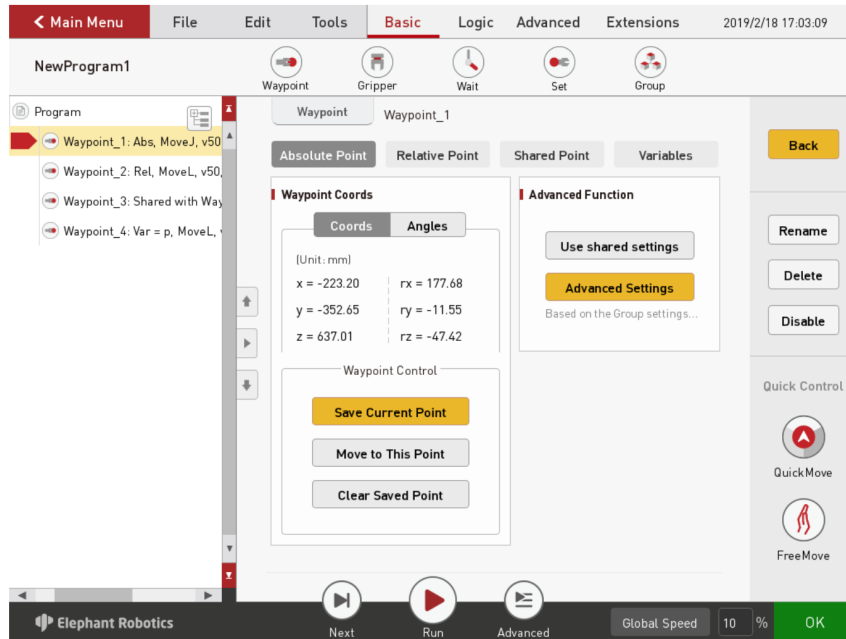 Main Menu File Edit Tools Basic Logic Advanced Extensions 2019/2/18 17:03:09
NewProgram1
Waypoint Gripper Wait Set Group
Program
Waypoint_1: Abs, MoveJ, v50
Waypoint_2: Rel, MoveL, v50,
Waypoint_3: Shared with Way
Waypoint_4: Var = p, MoveL,
Waypoint Waypoint_1
Absolute Point Relative Point Shared Point Variables
Waypoint Coords
Coords Angles
(Unit: mm)
x = -223.20 rx = 177.68
y = -352.65 ry = -11.55
z = 637.01 rz = -47.42
Waypoint Control
Save Current Point
Move to This Point
Clear Saved Point
Advanced Function
Use shared settings
Advanced Settings
Based on the Group settings...
Back
Rename
Delete
Disable
Quick Control
QuickMove
FreeMove
Elephant Robotics
Next Run Advanced
Global Speed 10 % OK